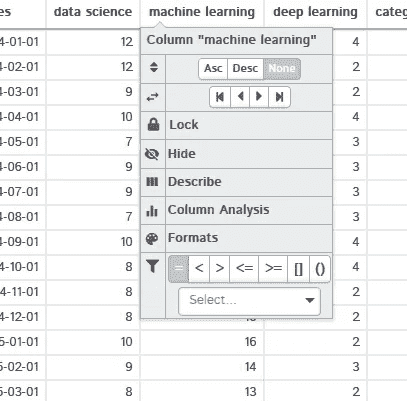 es data science machine learning deep learning categ
4-01-01 12 4
Column "machine learning"
4-02-01 12 Asc Desc None 2
4-03-01 9 2
4-04-01 10 Lock 4
4-05-01 7 Hide 3
4-06-01 9 3
4-07-01 9 Describe 3
4-08-01 7 Column Analysis 3
4-09-01 10 Formats 4
4-10-01 8 = < > <= >= [] () 4
4-11-01 8 Select... 2
4-12-01 8 2
5-01-01 10 16 2
5-02-01 9 14 3
5-03-01 8 13 2